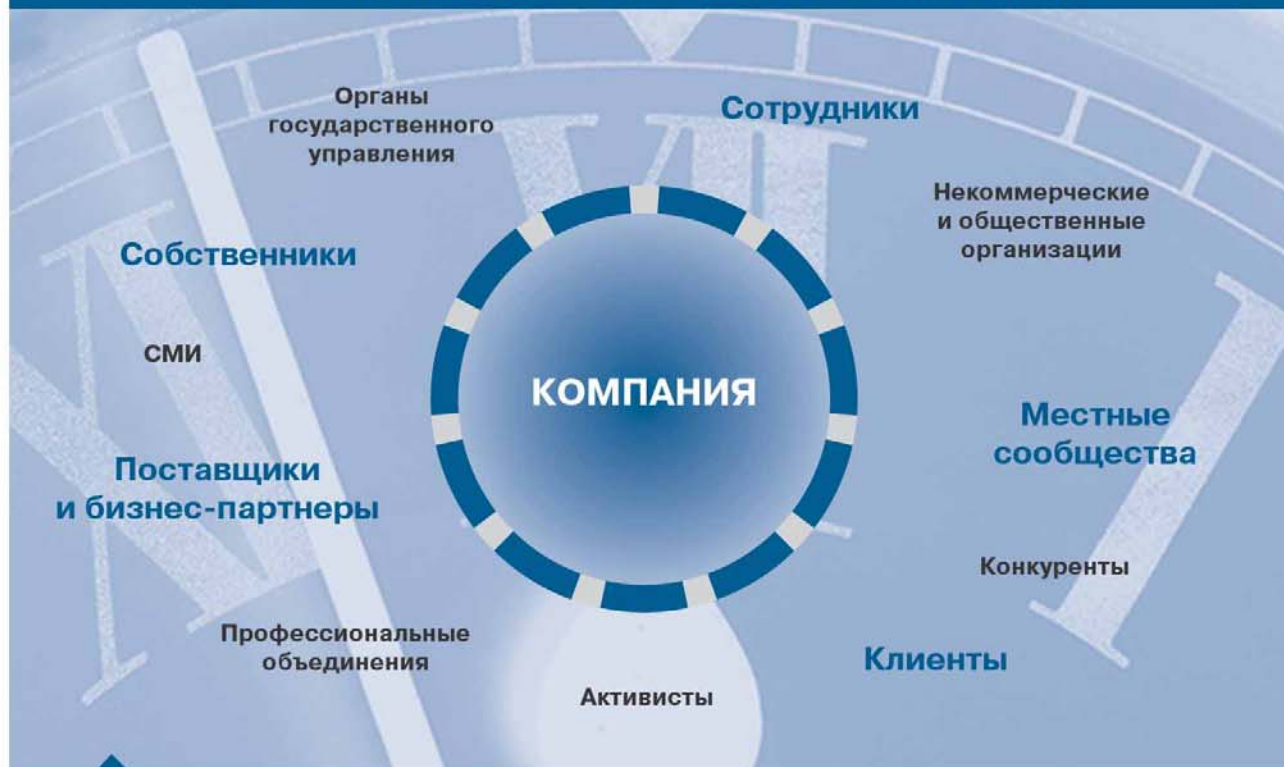 Органы
государственного
управления
Сотрудники
Некоммерческие
и общественные
организации
Собственники
СМИ
КОМПАНИЯ
Местные
сообщества
Поставщики
и бизнес-партнеры
Конкуренты
Профессиональные
объединения
Клиенты
Активисты